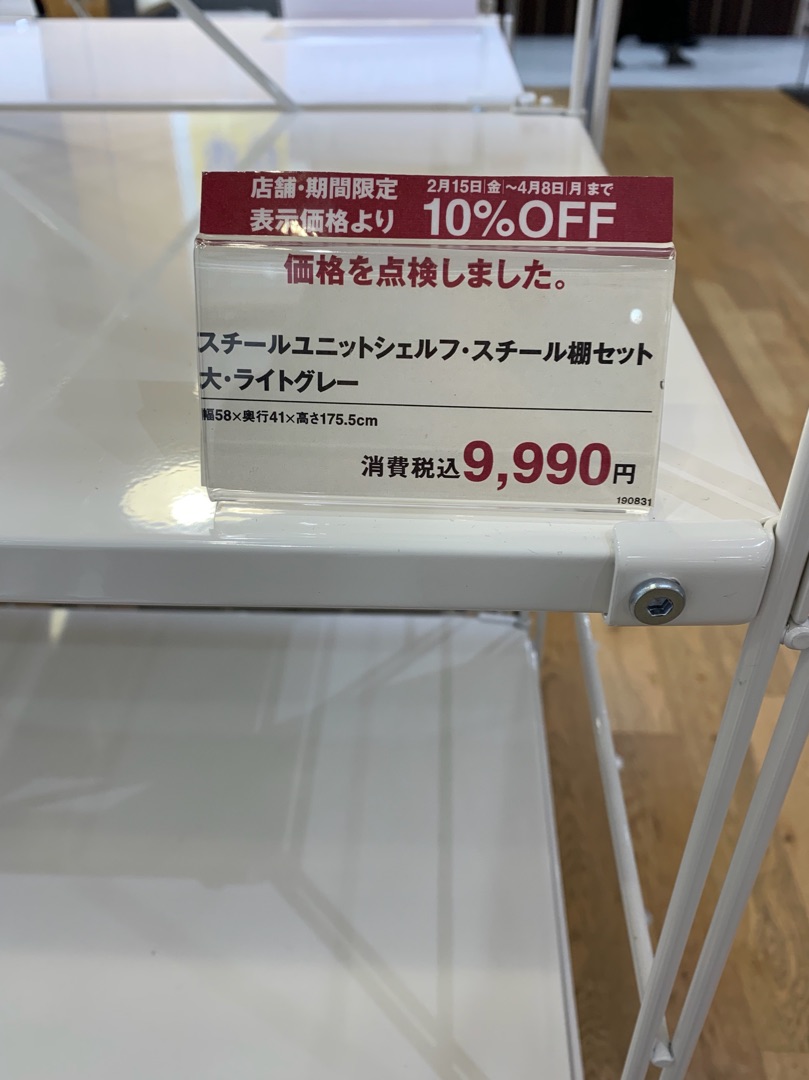 店舗・期間限定 2月15日|金|~4月8日|月|まで
表示価格より 10%OFF
価格を点検しました。
スチールユニットシェルフ・スチール棚セット
大・ライトグレー
幅58×奥行41×高さ175.5cm
消費税込9,990円
190831